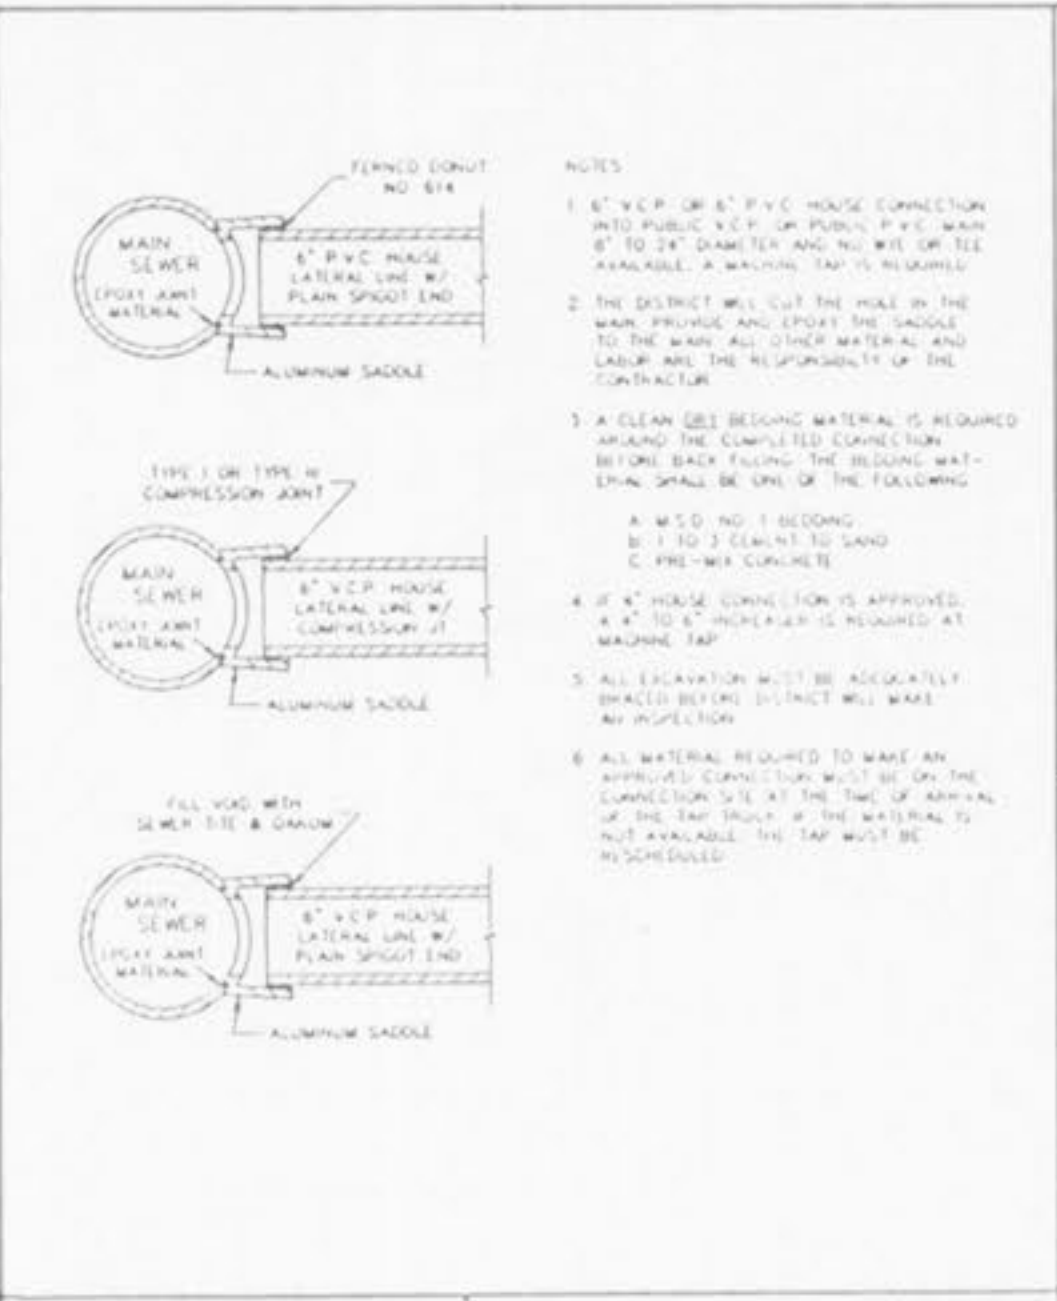 FERNCO DONUT
NO 614
MAIN
SEWER
EPOXY JOINT
MATERIAL
6" P.V.C HOUSE
LATERAL LINE W/
PLAIN SPIGOT END
ALUMINUM SADDLE
TYPE I OR TYPE III
COMPRESSION JOINT
MAIN
SEWER
EPOXY JOINT
MATERIAL
6" V.C.P. HOUSE
LATERAL LINE W/
COMPRESSION JT
ALUMINUM SADDLE
FILL VOID WITH
SEWER TITE & OAKUM
MAIN
SEWER
EPOXY JOINT
MATERIAL
6" V.C.P. HOUSE
LATERAL LINE W/
PLAIN SPIGOT END
ALUMINUM SADDLE
NOTES
1. 6" V.C.P. OR 6" P.V.C. HOUSE CONNECTION
INTO PUBLIC V.C.P. OR PUBLIC P.V.C. MAIN
8" TO 24" DIAMETER AND NO WYE OR TEE
AVAILABLE, A MACHINE TAP IS REQUIRED
2. THE DISTRICT WILL CUT THE HOLE IN THE
MAIN, PROVIDE AND EPOXY THE SADDLE
TO THE MAIN. ALL OTHER MATERIAL AND
LABOR ARE THE RESPONSIBILTY OF THE
CONTRACTOR
3. A CLEAN DRY BEDDING MATERIAL IS REQUIRED
AROUND THE COMPLETED CONNECTION
BEFORE BACK FILLING. THE BEDDING MAT-
ERIAL SHALL BE ONE OF THE FOLLOWING
A. M.S.D. NO. 1 BEDDING
B. 1 TO 3 CEMENT TO SAND
C. PRE-MIX CONCRETE
4. IF 4" HOUSE CONNECTION IS APPROVED,
A 4" TO 6" INCREASER IS REQUIRED AT
MACHINE TAP
5. ALL EXCAVATION MUST BE ADEQUATELY
BRACED BEFORE DISTRICT WILL MAKE
AN INSPECTION
6. ALL MATERIAL REQUIRED TO MAKE AN
APPROVED CONNECTION MUST BE ON THE
CONNECTION SITE AT THE TIME OF ARRIVAL
OF THE TAP TRUCK. IF THE MATERIAL IS
NOT AVAILABLE, THE TAP MUST BE
RESCHEDULED